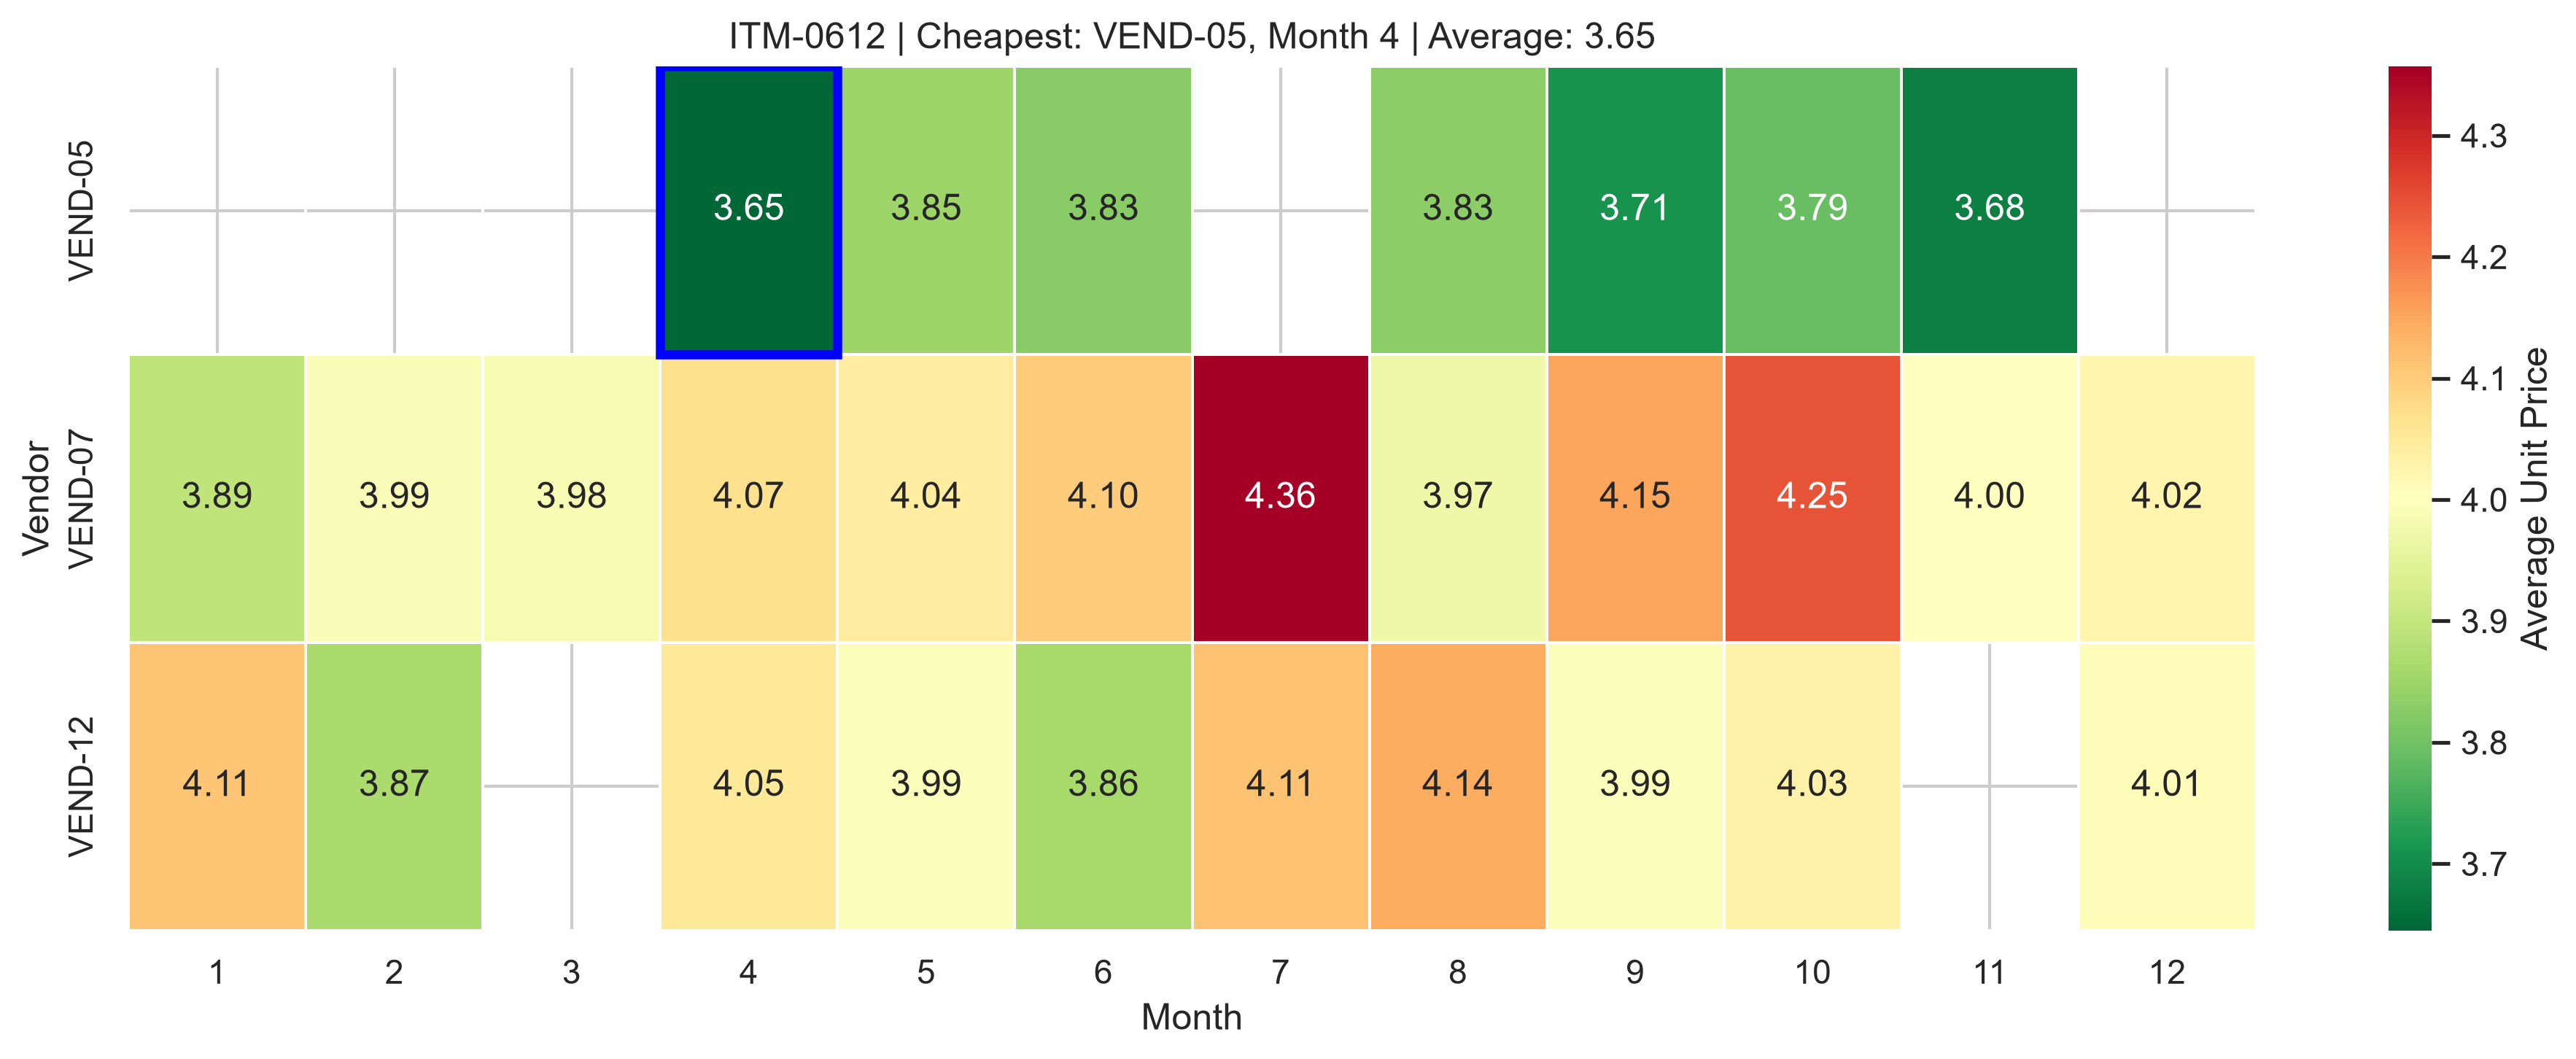 ITM-0612 | Cheapest: VEND-05, Month 4 | Average: 3.65
Vendor
VEND-05
3.65 3.85 3.83 3.83 3.71 3.79 3.68
VEND-07
3.89 3.99 3.98 4.07 4.04 4.10 4.36 3.97 4.15 4.25 4.00 4.02
VEND-12
4.11 3.87 4.05 3.99 3.86 4.11 4.14 3.99 4.03 4.01
1 2 3 4 5 6 7 8 9 10 11 12
Month
4.3
4.2
4.1
4.0
3.9
3.8
3.7
Average Unit Price